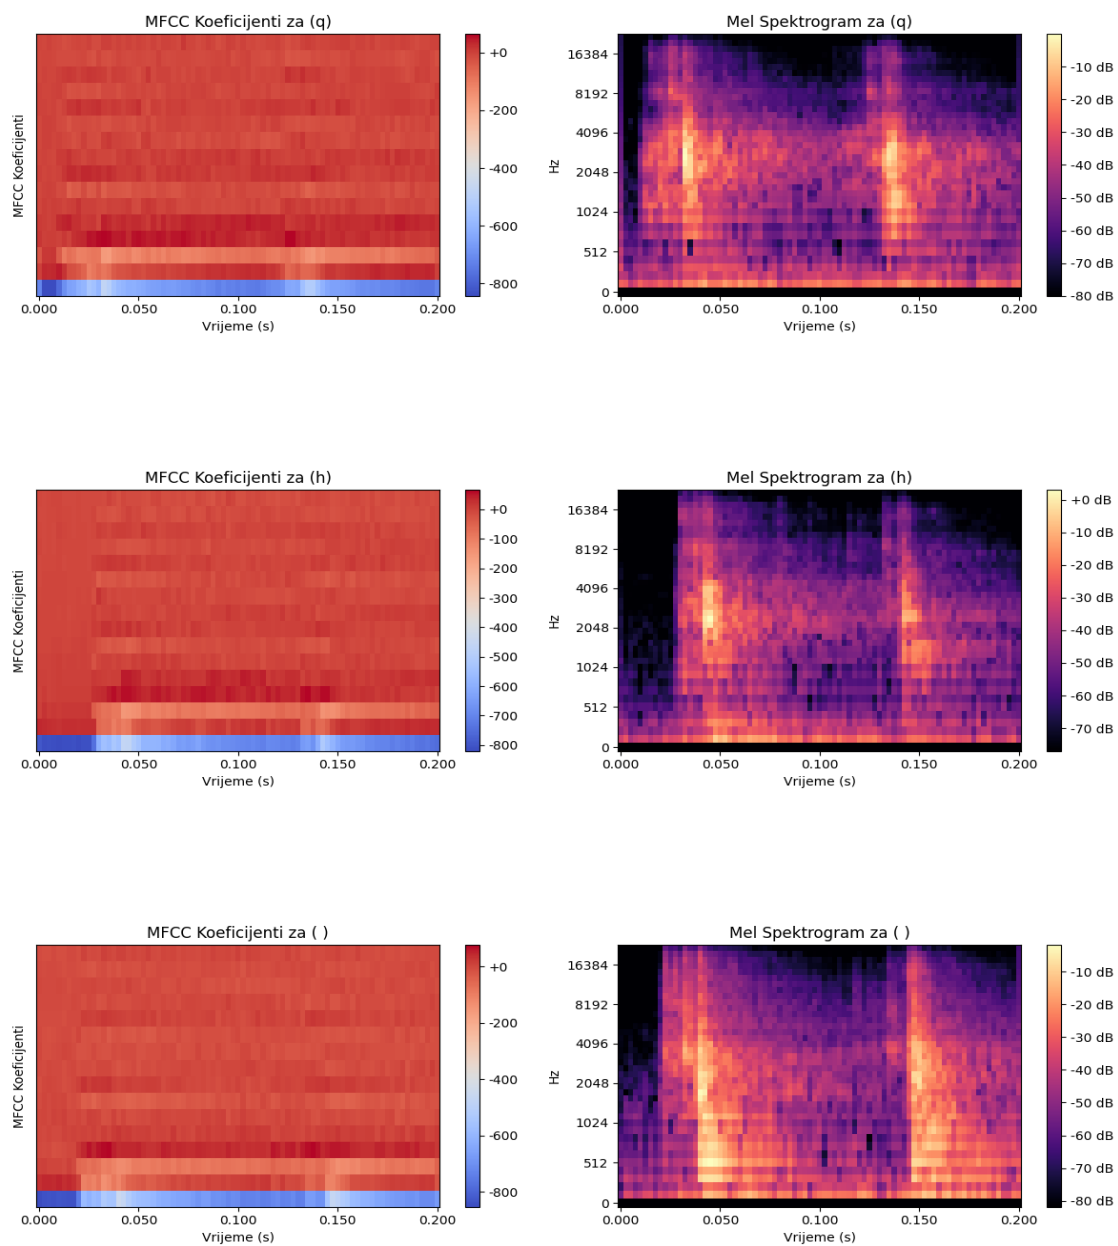 MFCC Koeficijenti za (q)
MFCC Koeficijenti
+0
-200
-400
-600
-800
0.000 0.050 0.100 0.150 0.200
Vrijeme (s)
Mel Spektrogram za (q)
Hz
16384
8192
4096
2048
1024
512
0
-10 dB
-20 dB
-30 dB
-40 dB
-50 dB
-60 dB
-70 dB
-80 dB
0.000 0.050 0.100 0.150 0.200
Vrijeme (s)
MFCC Koeficijenti za (h)
MFCC Koeficijenti
+0
-100
-200
-300
-400
-500
-600
-700
-800
0.000 0.050 0.100 0.150 0.200
Vrijeme (s)
Mel Spektrogram za (h)
Hz
16384
8192
4096
2048
1024
512
0
+0 dB
-10 dB
-20 dB
-30 dB
-40 dB
-50 dB
-60 dB
-70 dB
0.000 0.050 0.100 0.150 0.200
Vrijeme (s)
MFCC Koeficijenti za ( )
MFCC Koeficijenti
+0
-200
-400
-600
-800
0.000 0.050 0.100 0.150 0.200
Vrijeme (s)
Mel Spektrogram za ( )
Hz
16384
8192
4096
2048
1024
512
0
-10 dB
-20 dB
-30 dB
-40 dB
-50 dB
-60 dB
-70 dB
-80 dB
0.000 0.050 0.100 0.150 0.200
Vrijeme (s)